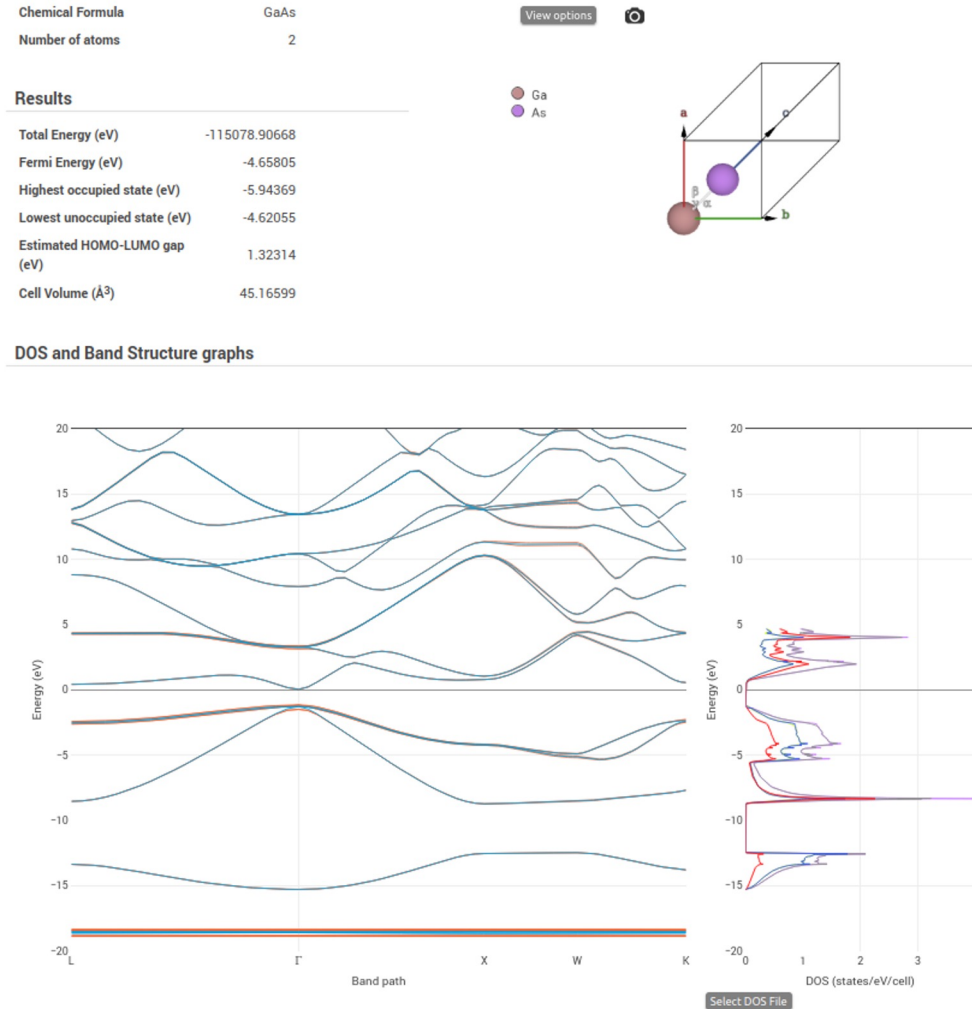 Chemical Formula GaAs
View options
Number of atoms 2
Results
Ga
As
Total Energy (eV) -115078.90668
Fermi Energy (eV) -4.65805
Highest occupied state (eV) -5.94369
Lowest unoccupied state (eV) -4.62055
Estimated HOMO-LUMO gap
(eV) 1.32314
Cell Volume (Å³) 45.16599
a
c
β
γ α
b
DOS and Band Structure graphs
20
15
10
5
0
−5
−10
−15
−20
Energy (eV)
L Γ X W K
Band path
20
15
10
5
0
−5
−10
−15
−20
Energy (eV)
0 1 2 3
DOS (states/eV/cell)
Select DOS File